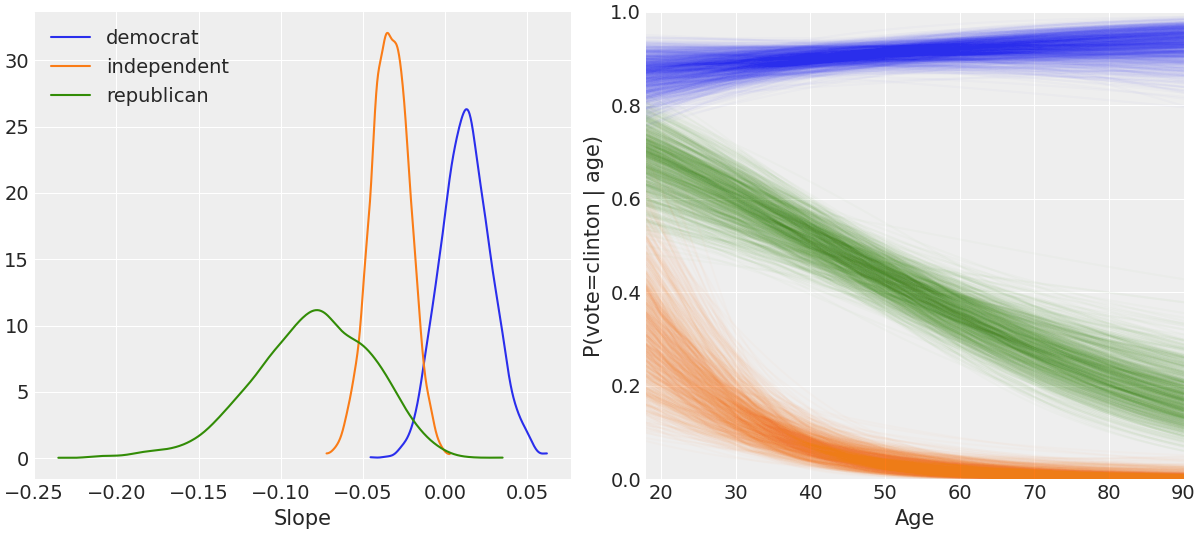 democrat
independent
republican
30
25
20
15
10
5
0
−0.25 −0.20 −0.15 −0.10 −0.05 0.00 0.05
Slope
P(vote=clinton | age)
1.0
0.8
0.6
0.4
0.2
0.0
20 30 40 50 60 70 80 90
Age